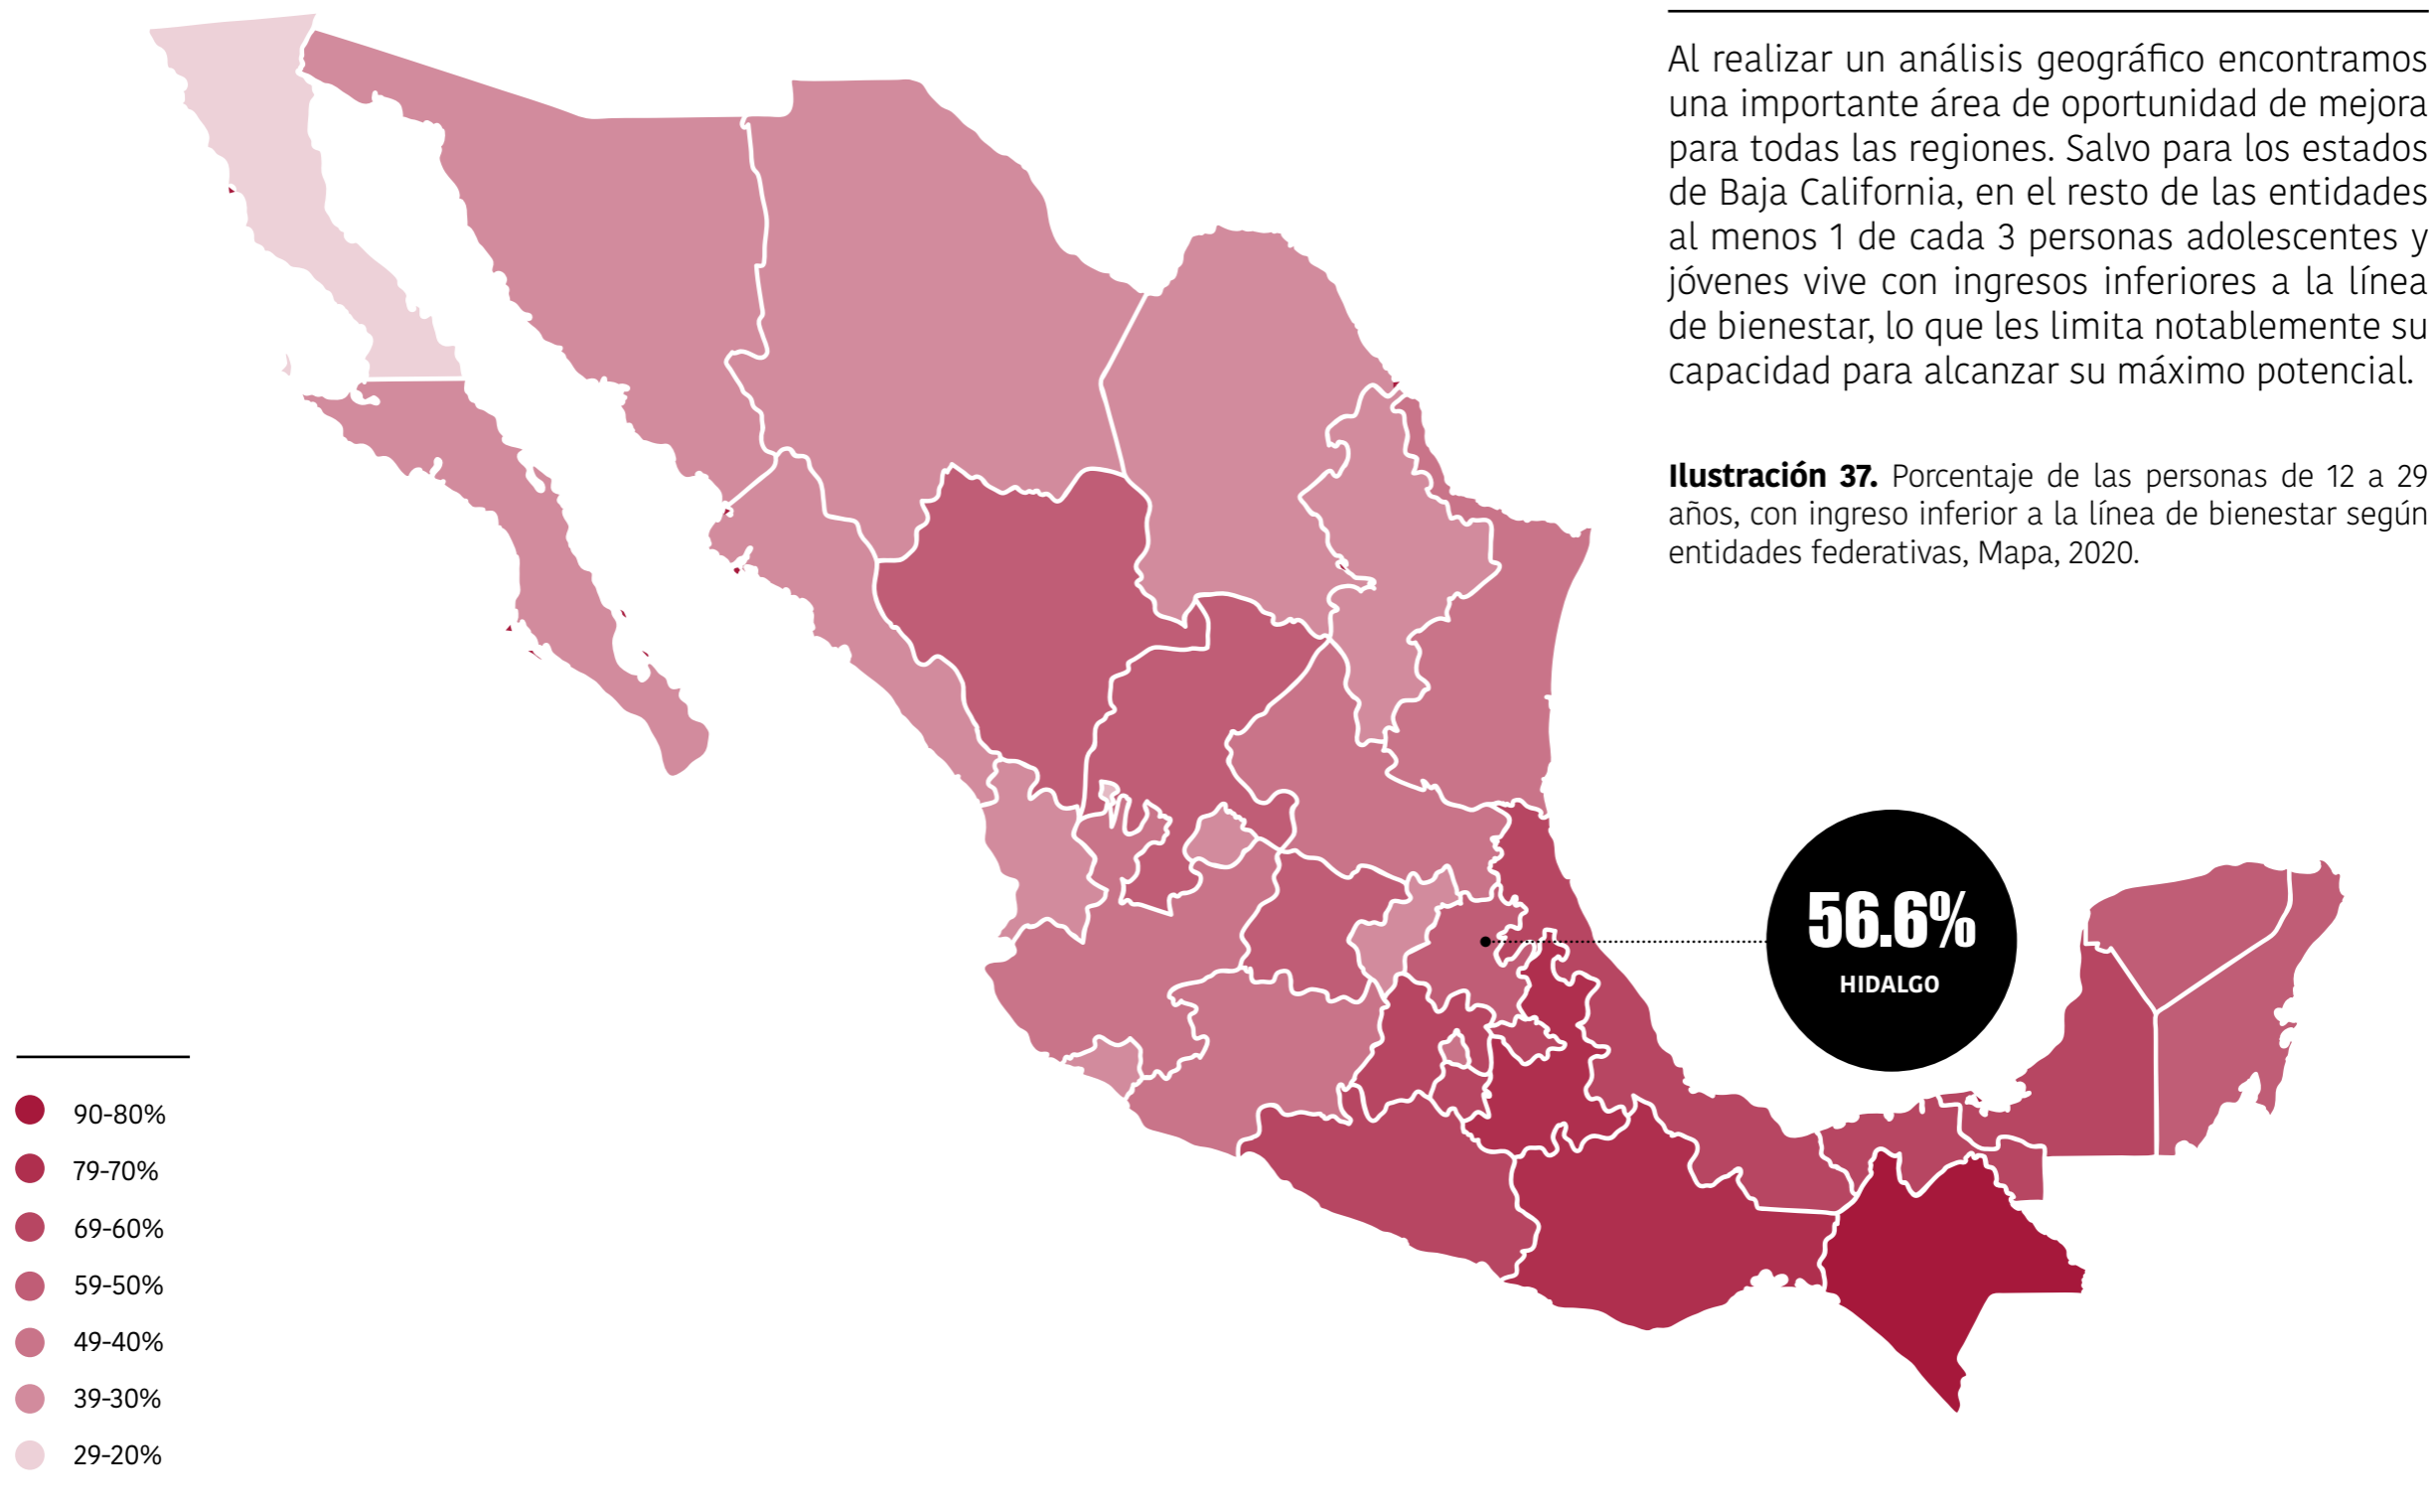 Al realizar un análisis geográfico encontramos
una importante área de oportunidad de mejora
para todas las regiones. Salvo para los estados
de Baja California, en el resto de las entidades
al menos 1 de cada 3 personas adolescentes y
jóvenes vive con ingresos inferiores a la línea
de bienestar, lo que les limita notablemente su
capacidad para alcanzar su máximo potencial.
Ilustración 37. Porcentaje de las personas de 12 a 29
años, con ingreso inferior a la línea de bienestar según
entidades federativas, Mapa, 2020.
56.6%
HIDALGO
90-80%
79-70%
69-60%
59-50%
49-40%
39-30%
29-20%